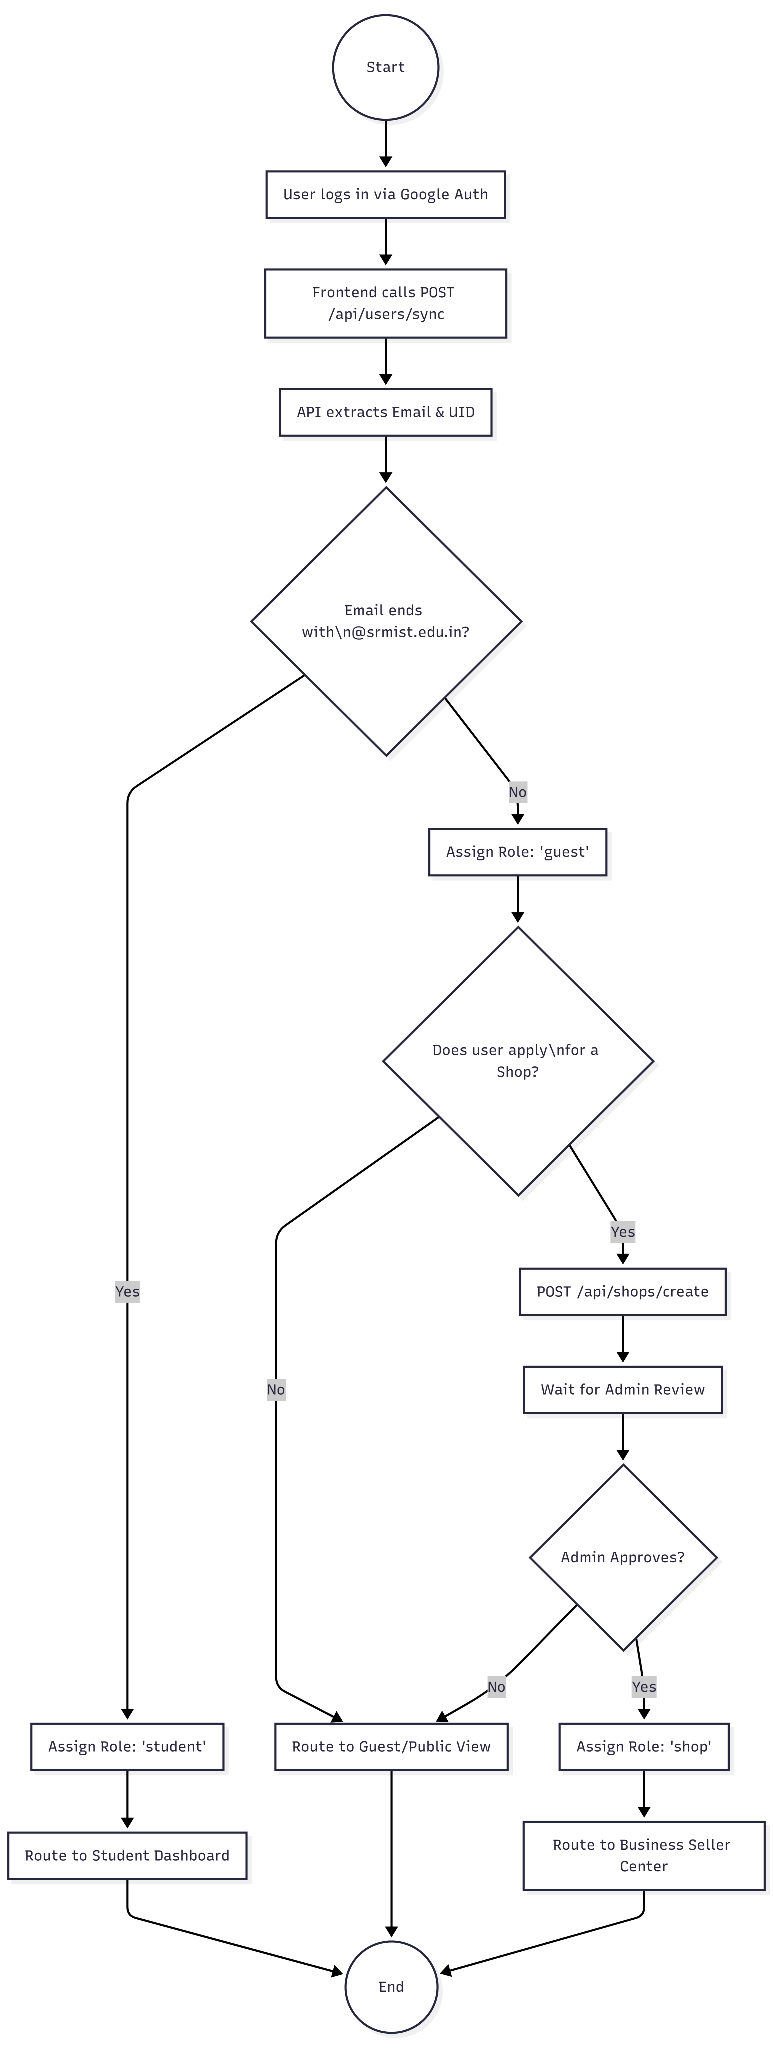 Start
User logs in via Google Auth
Frontend calls POST
/api/users/sync
API extracts Email & UID
Email ends
with\n@srmist.edu.in?
No
Assign Role: 'guest'
Does user apply\nfor a
Shop?
Yes
POST /api/shops/create
Yes
Wait for Admin Review
No
Admin Approves?
No
Yes
Assign Role: 'student'
Route to Guest/Public View
Assign Role: 'shop'
Route to Student Dashboard
Route to Business Seller
Center
End